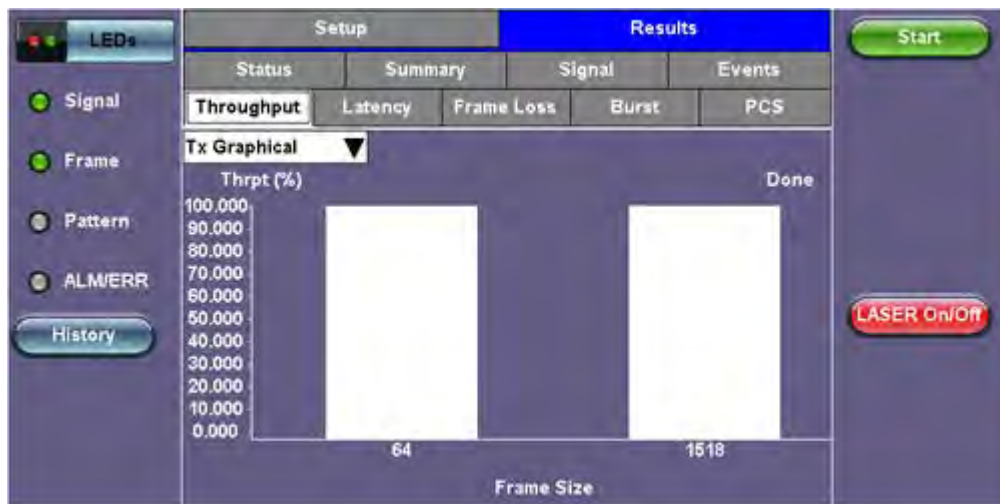 LEDs
Signal
Frame
Pattern
ALM/ERR
History
Setup Results
Status Summary Signal Events
Throughput Latency Frame Loss Burst PCS
Tx Graphical
Thrpt (%) Done
100.000
90.000
80.000
70.000
60.000
50.000
40.000
30.000
20.000
10.000
0.000
64 1518
Frame Size
Start
LASER On/Off